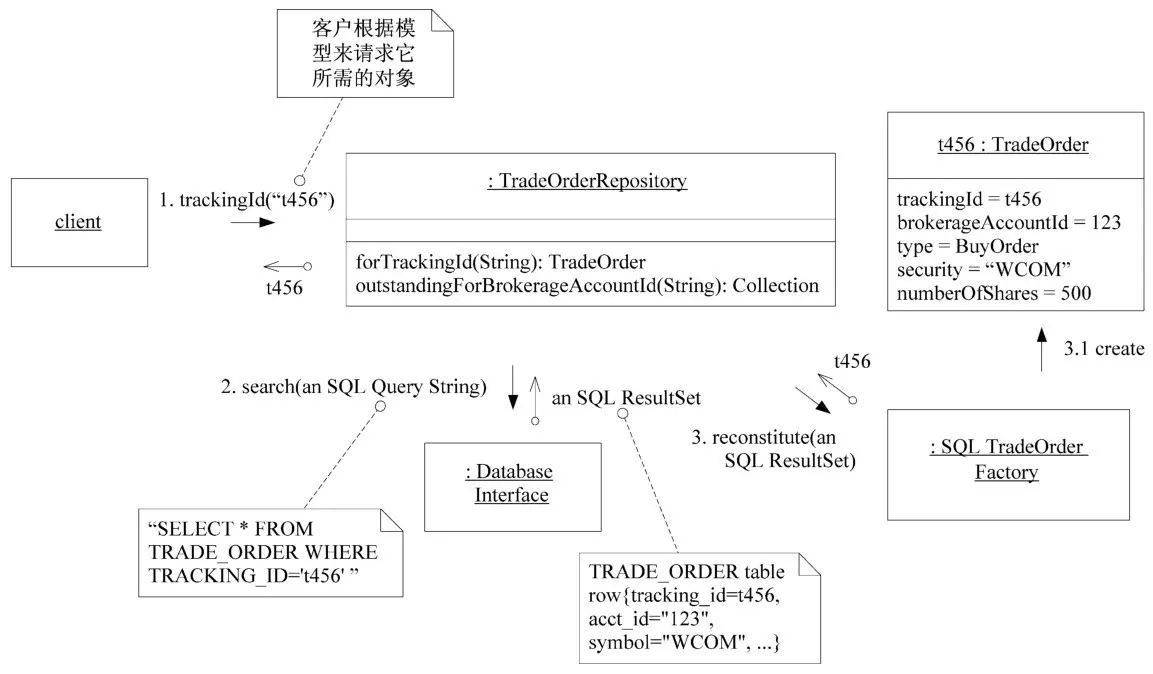 客户根据模
型来请求它
所需的对象
t456 : TradeOrder
trackingId = t456
brokerageAccountId = 123
type = BuyOrder
security = “WCOM”
numberOfShares = 500
: TradeOrderRepository
forTrackingId(String): TradeOrder
outstandingForBrokerageAccountId(String): Collection
client
1. trackingId(“t456”)
t456
3.1 create
t456
2. search(an SQL Query String)
an SQL ResultSet
3. reconstitute(an
SQL ResultSet)
: SQL TradeOrder
Factory
: Database
Interface
“SELECT * FROM
TRADE_ORDER WHERE
TRACKING_ID='t456' ”
TRADE_ORDER table
row{tracking_id=t456,
acct_id="123",
symbol="WCOM", ...}